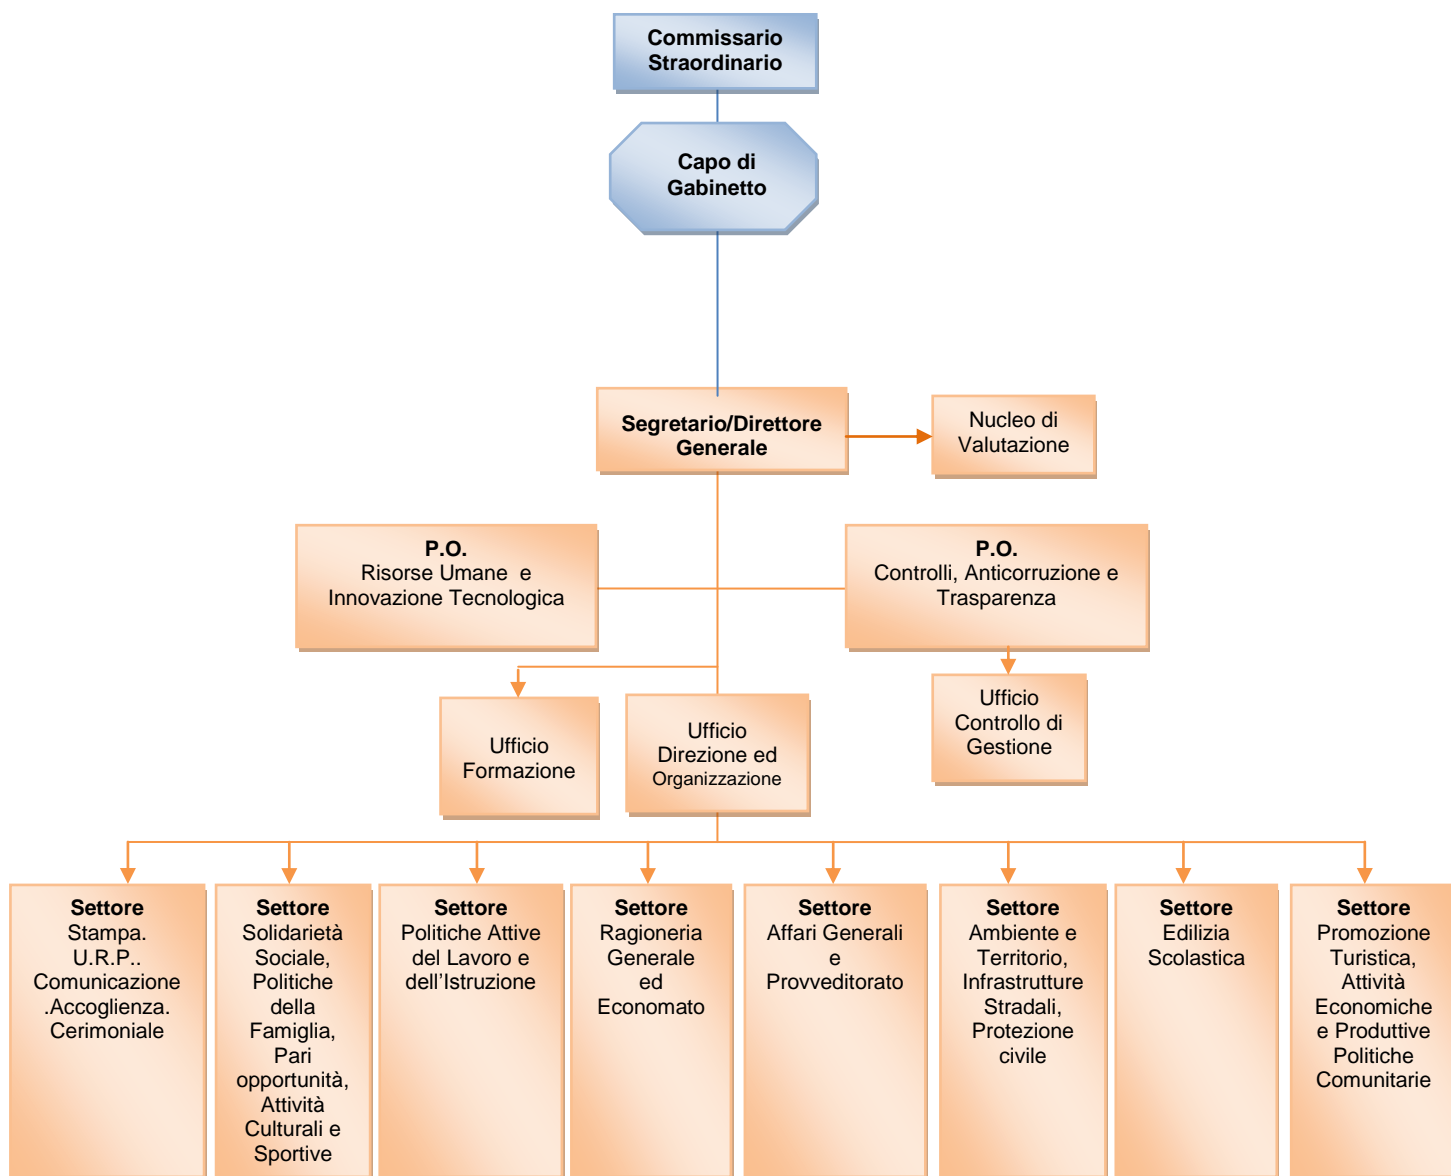 Commissario
Straordinario
Capo di
Gabinetto
Segretario/Direttore
Generale
Nucleo di
Valutazione
P.O.
Risorse Umane e
Innovazione Tecnologica
P.O.
Controlli, Anticorruzione e
Trasparenza
Ufficio
Formazione
Ufficio
Direzione ed
Organizzazione
Ufficio
Controllo di
Gestione
Settore
Stampa.
U.R.P..
Comunicazione
.Accoglienza.
Cerimoniale
Settore
Solidarietà
Sociale,
Politiche
della
Famiglia,
Pari
opportunità,
Attività
Culturali e
Sportive
Settore
Politiche Attive
del Lavoro e
dell’Istruzione
Settore
Ragioneria
Generale
ed
Economato
Settore
Affari Generali
e
Provveditorato
Settore
Ambiente e
Territorio,
Infrastrutture
Stradali,
Protezione
civile
Settore
Edilizia
Scolastica
Settore
Promozione
Turistica,
Attività
Economiche
e Produttive
Politiche
Comunitarie